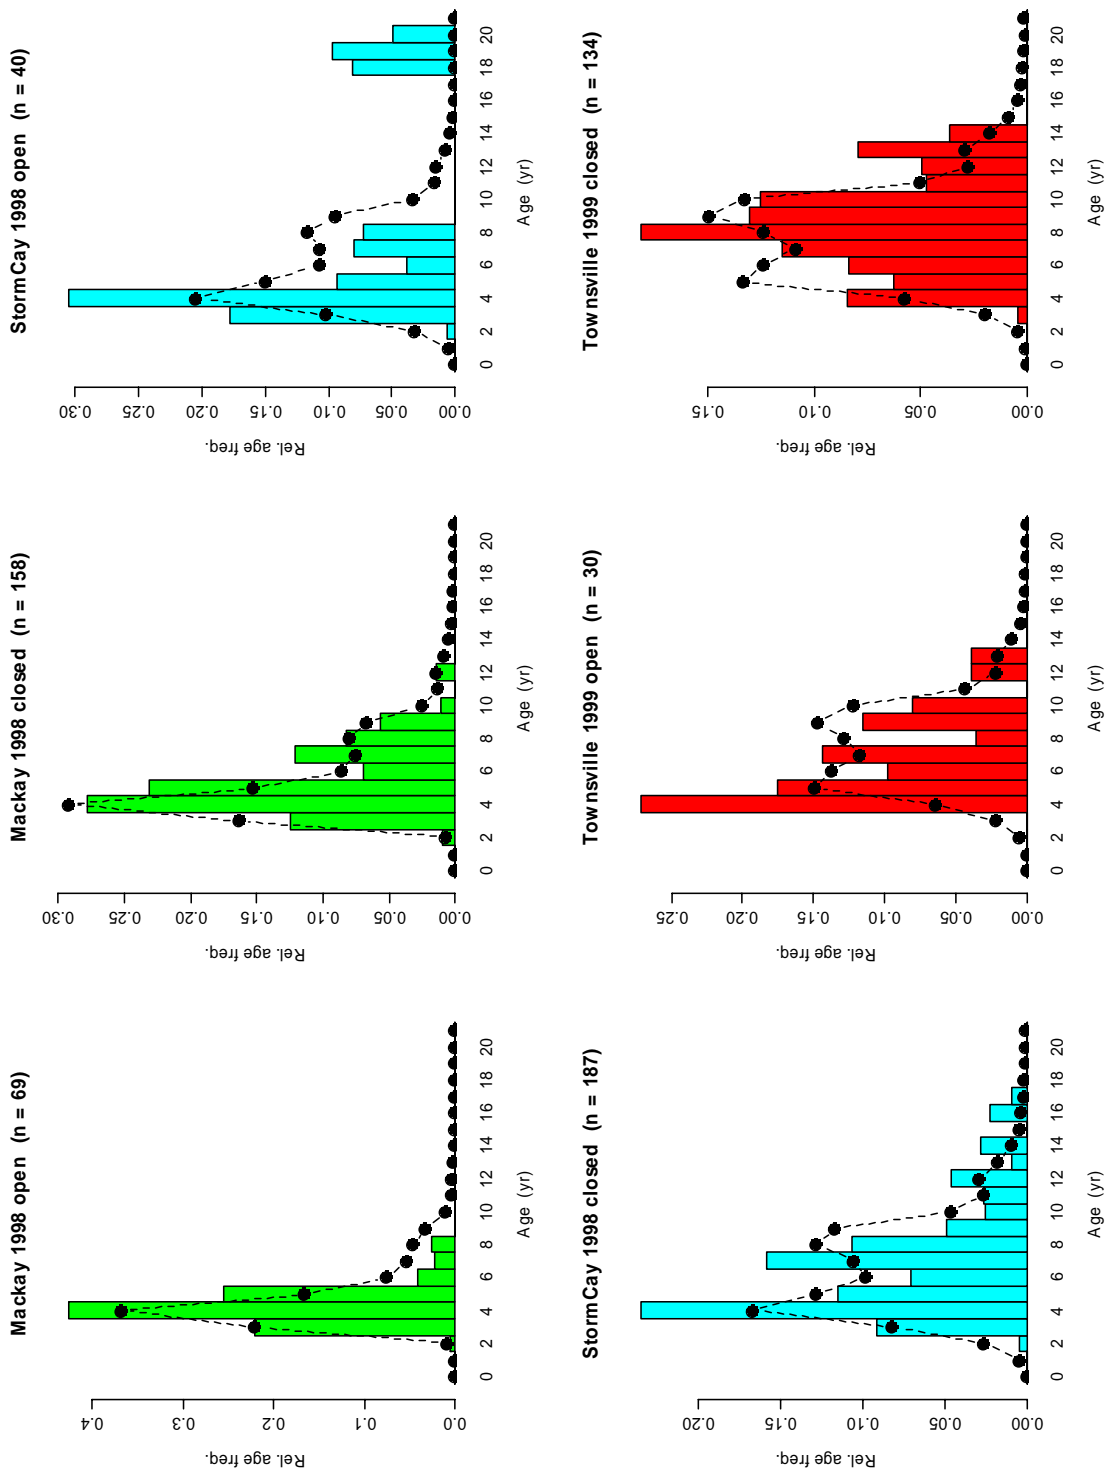 Mackay 1998 open (n = 69)
Rel. age freq.
0.4
0.3
0.2
0.1
0.0
0 2 4 6 8 10 12 14 16 18 20
Age (yr)
Mackay 1998 closed (n = 158)
Rel. age freq.
0.30
0.25
0.20
0.15
0.10
0.05
0.00
0 2 4 6 8 10 12 14 16 18 20
Age (yr)
StormCay 1998 open (n = 40)
Rel. age freq.
0.30
0.25
0.20
0.15
0.10
0.05
0.00
0 2 4 6 8 10 12 14 16 18 20
Age (yr)
StormCay 1998 closed (n = 187)
Rel. age freq.
0.20
0.15
0.10
0.05
0.00
0 2 4 6 8 10 12 14 16 18 20
Age (yr)
Townsville 1999 open (n = 30)
Rel. age freq.
0.25
0.20
0.15
0.10
0.05
0.00
0 2 4 6 8 10 12 14 16 18 20
Age (yr)
Townsville 1999 closed (n = 134)
Rel. age freq.
0.15
0.10
0.05
0.00
0 2 4 6 8 10 12 14 16 18 20
Age (yr)